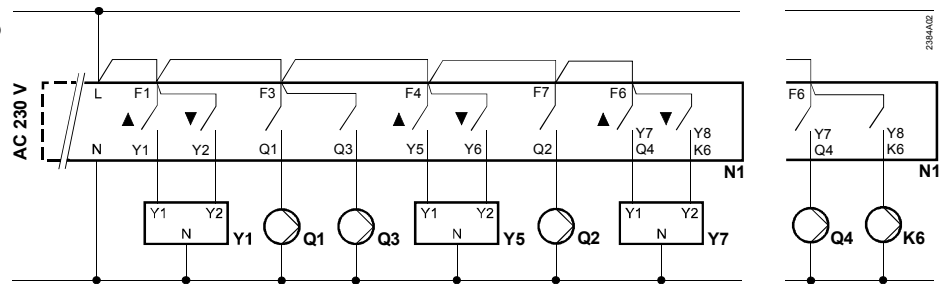 2384A02
AC 230 V
L F1 F3 F4 F7 F6 F6
▲ ▼ ▲ ▼ ▲ ▼
Y7 Y8 Y7 Y8
N Y1 Y2 Q1 Q3 Y5 Y6 Q2 Q4 K6 Q4 K6
N1 N1
Y1 Y2 Y1 Y2 Y1 Y2
N Y1 Q1 Q3 N Y5 Q2 N Y7 Q4 K6